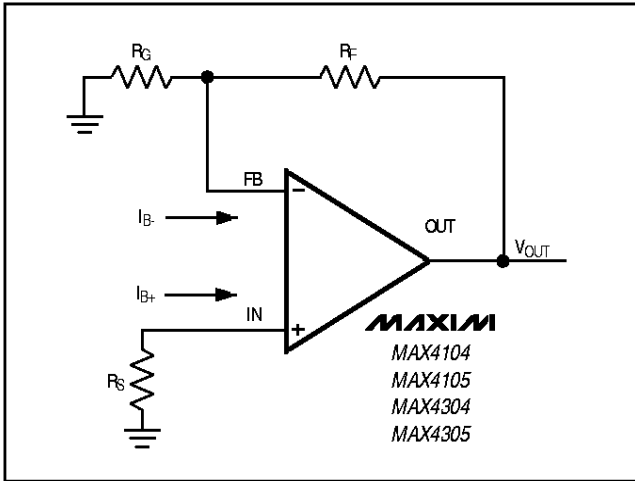 RG
RF
FB
−
IB-
OUT
VOUT
IB+
IN
+
MAXIM
RS
MAX4104
MAX4105
MAX4304
MAX4305